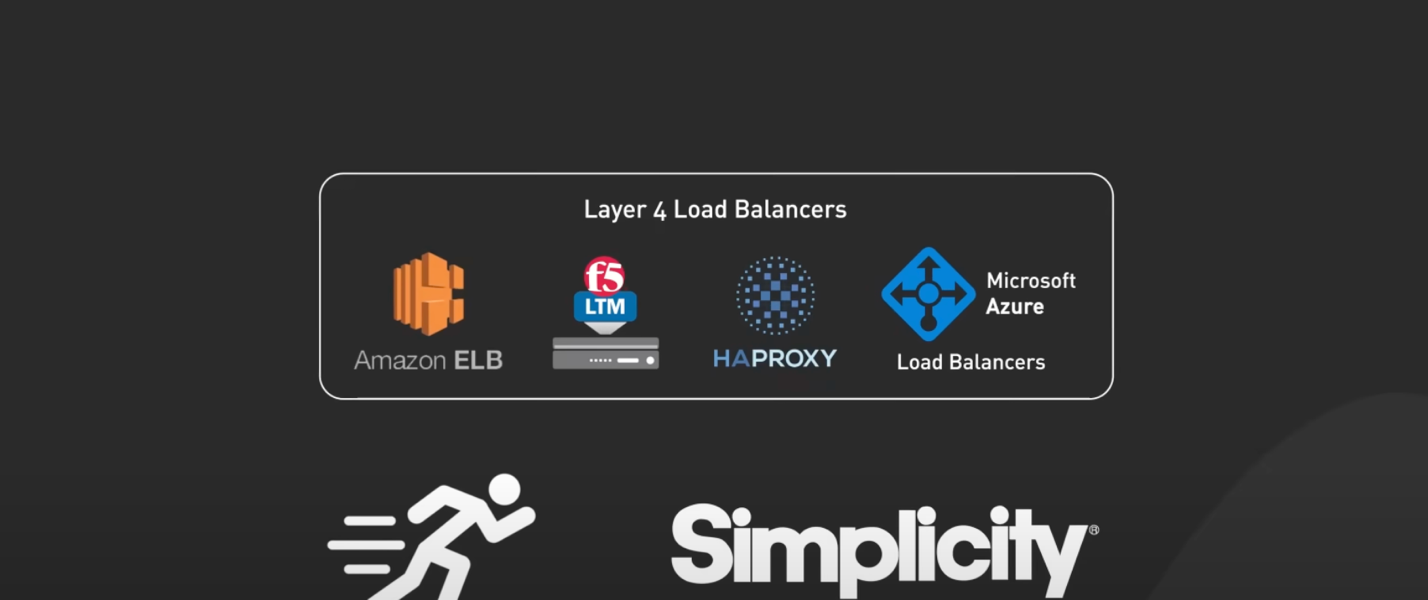 Layer 4 Load Balancers
f5
LTM
Amazon ELB
HAPROXY
Microsoft
Azure
Load Balancers
Simplicity®